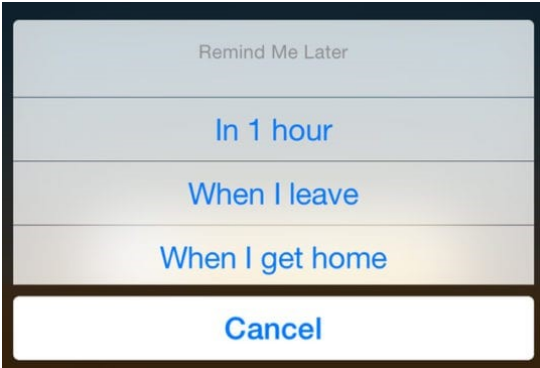 Remind Me Later
In 1 hour
When I leave
When I get home
Cancel